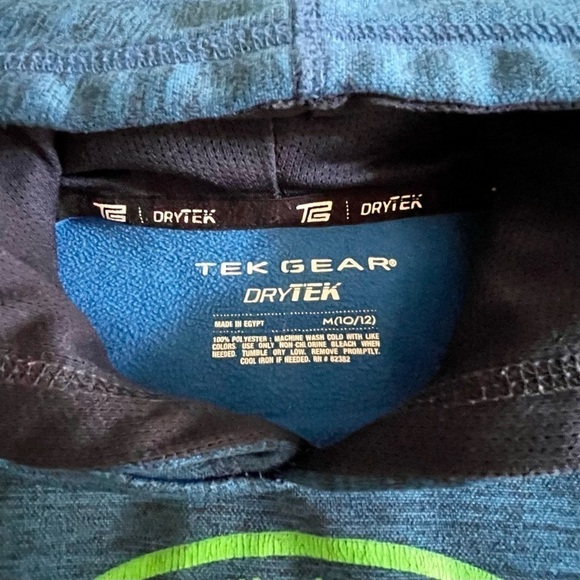 TG DRYTEK TG DRYTEK
TEK GEAR®
DRYTEK
MADE IN EGYPT M(10/12)
100% POLYESTER : MACHINE WASH COLD WITH LIKE
COLORS. USE ONLY NON-CHLORINE BLEACH WHEN
NEEDED. TUMBLE DRY LOW. REMOVE PROMPTLY.
COOL IRON IF NEEDED. RN # 82382